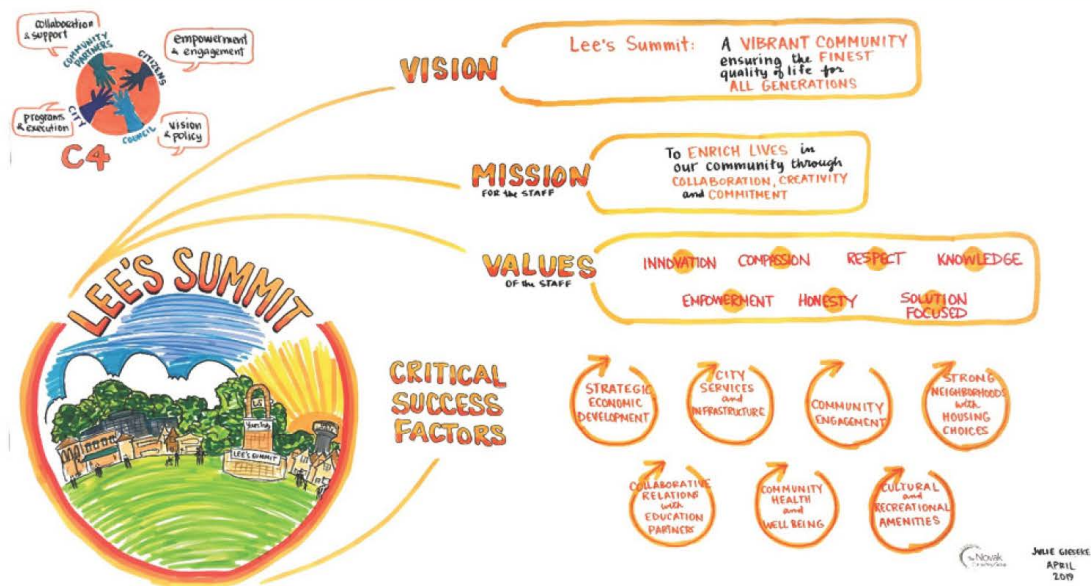 collaboration
& support
COMMUNITY
PARTNERS
empowerment
& engagement
CITIZENS
programs
& execution
CITY
COUNCIL
vision
& policy
C4
VISION
Lee's Summit: A VIBRANT COMMUNITY
ensuring the FINEST
quality of life for
ALL GENERATIONS
MISSION
FOR the STAFF
To ENRICH LIVES in
our community through
COLLABORATION, CREATIVITY
and COMMITMENT
VALUES
OF the STAFF
INNOVATION COMPASSION RESPECT KNOWLEDGE
EMPOWERMENT HONESTY SOLUTION
FOCUSED
LEE'S SUMMIT
LS
LEE'S SUMMIT
CRITICAL
SUCCESS
FACTORS
STRATEGIC
ECONOMIC
DEVELOPMENT
CITY
SERVICES
and
INFRASTRUCTURE
COMMUNITY
ENGAGEMENT
STRONG
NEIGHBORHOODS
with
HOUSING
CHOICES
COLLABORATIVE
RELATIONS
with
EDUCATION
PARTNERS
COMMUNITY
HEALTH
and
WELL BEING
CULTURAL
and
RECREATIONAL
AMENITIES
the Novak
Consulting Group
JULIE GIESEKE
APRIL
2019